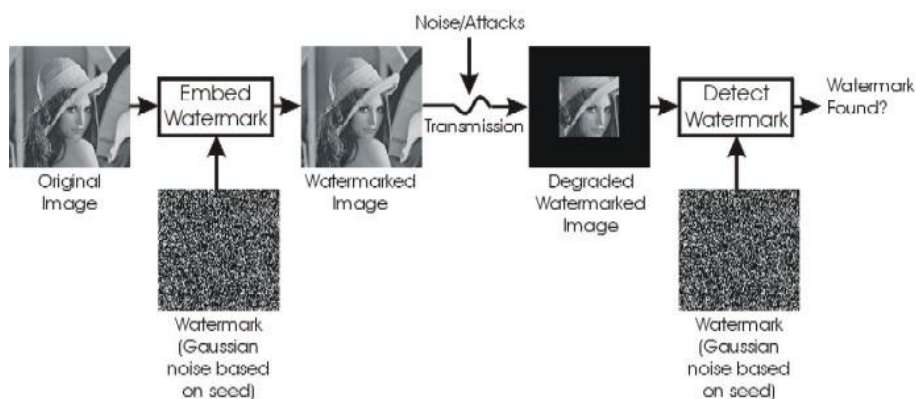 Noise/Attacks
Embed
Watermark
Transmission
Detect
Watermark
Watermark
Found?
Original
Image
Watermarked
Image
Degraded
Watermarked
Image
Watermark
(Gaussian
noise based
on seed)
Watermark
(Gaussian
noise based
on seed)